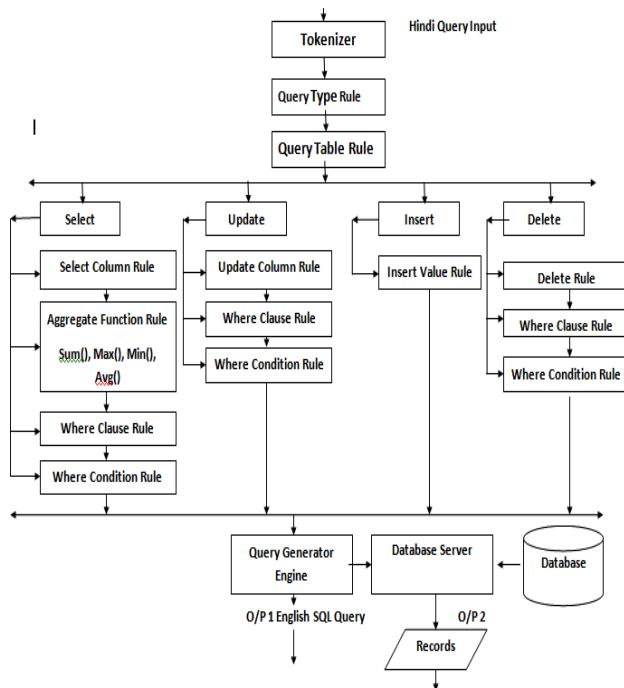 Hindi Query Input
Tokenizer
Query Type Rule
Query Table Rule
Select
Update
Insert
Delete
Select Column Rule
Aggregate Function Rule
Sum(), Max(), Min(),
Avg()
Where Clause Rule
Where Condition Rule
Update Column Rule
Where Clause Rule
Where Condition Rule
Insert Value Rule
Delete Rule
Where Clause Rule
Where Condition Rule
Query Generator
Engine
Database Server
Database
O/P 1 English SQL Query
O/P 2
Records